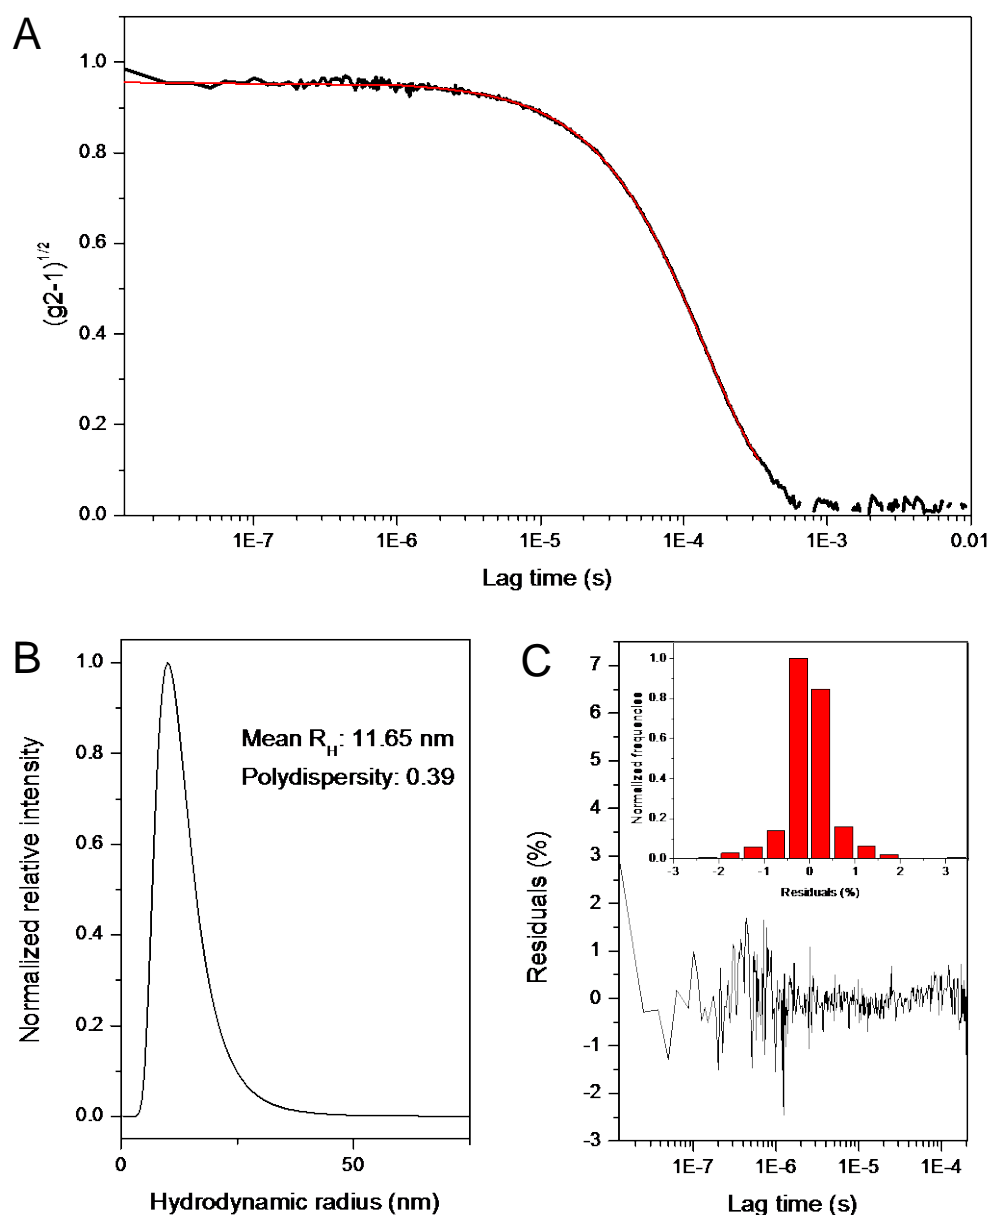 A
1.0
0.8
0.6
0.4
0.2
0.0
(g2-1)^1/2
1E-7 1E-6 1E-5 1E-4 1E-3 0.01
Lag time (s)
B
1.0
0.8
0.6
0.4
0.2
0.0
Normalized relative intensity
Mean R_H: 11.65 nm
Polydispersity: 0.39
0 50
Hydrodynamic radius (nm)
C
7
6
5
4
3
2
1
0
-1
-2
-3
Residuals (%)
1.0
0.8
0.6
0.4
0.2
0.0
Normalized frequencies
-3 -2 -1 0 1 2 3
Residuals (%)
1E-7 1E-6 1E-5 1E-4
Lag time (s)